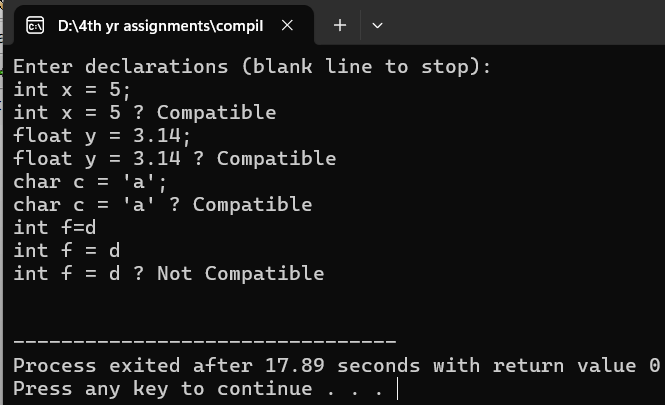 D:\4th yr assignments\compil
Enter declarations (blank line to stop):
int x = 5;
int x = 5 ? Compatible
float y = 3.14;
float y = 3.14 ? Compatible
char c = 'a';
char c = 'a' ? Compatible
int f=d
int f = d
int f = d ? Not Compatible
--------------------------------
Process exited after 17.89 seconds with return value 0
Press any key to continue . . .